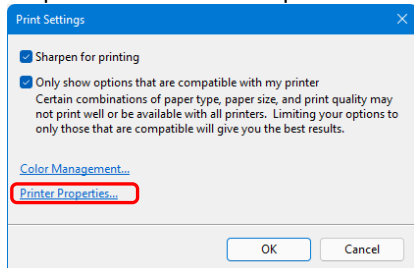 Print Settings
Sharpen for printing
Only show options that are compatible with my printer
Certain combinations of paper type, paper size, and print quality may
not print well or be available with all printers. Limiting your options to
only those that are compatible will give you the best results.
Color Management...
Printer Properties...
OK Cancel